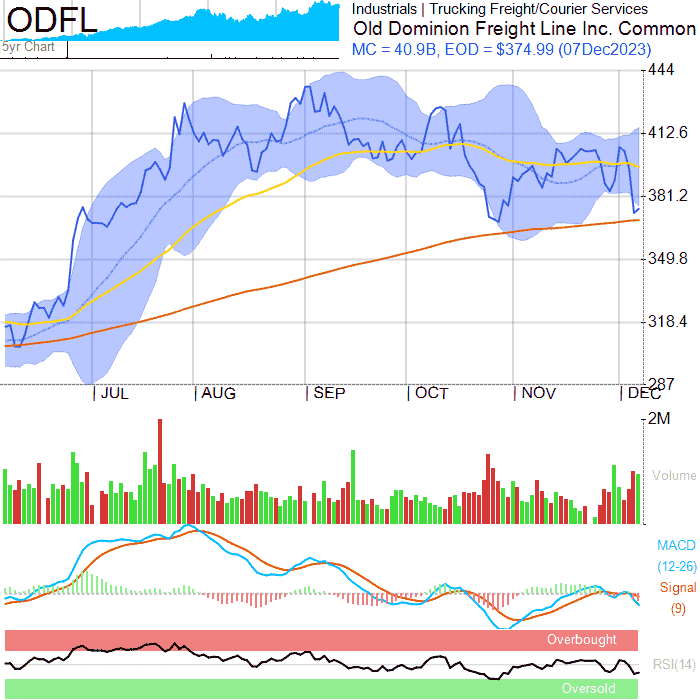 ODFL
5yr Chart
Industrials | Trucking Freight/Courier Services
Old Dominion Freight Line Inc. Common
MC = 40.9B, EOD = $374.99 (07Dec2023)
444
412.6
381.2
349.8
318.4
287
JUL AUG SEP OCT NOV DEC
2M
Volume
MACD
(12-26)
Signal
(9)
Overbought
RSI(14)
Oversold